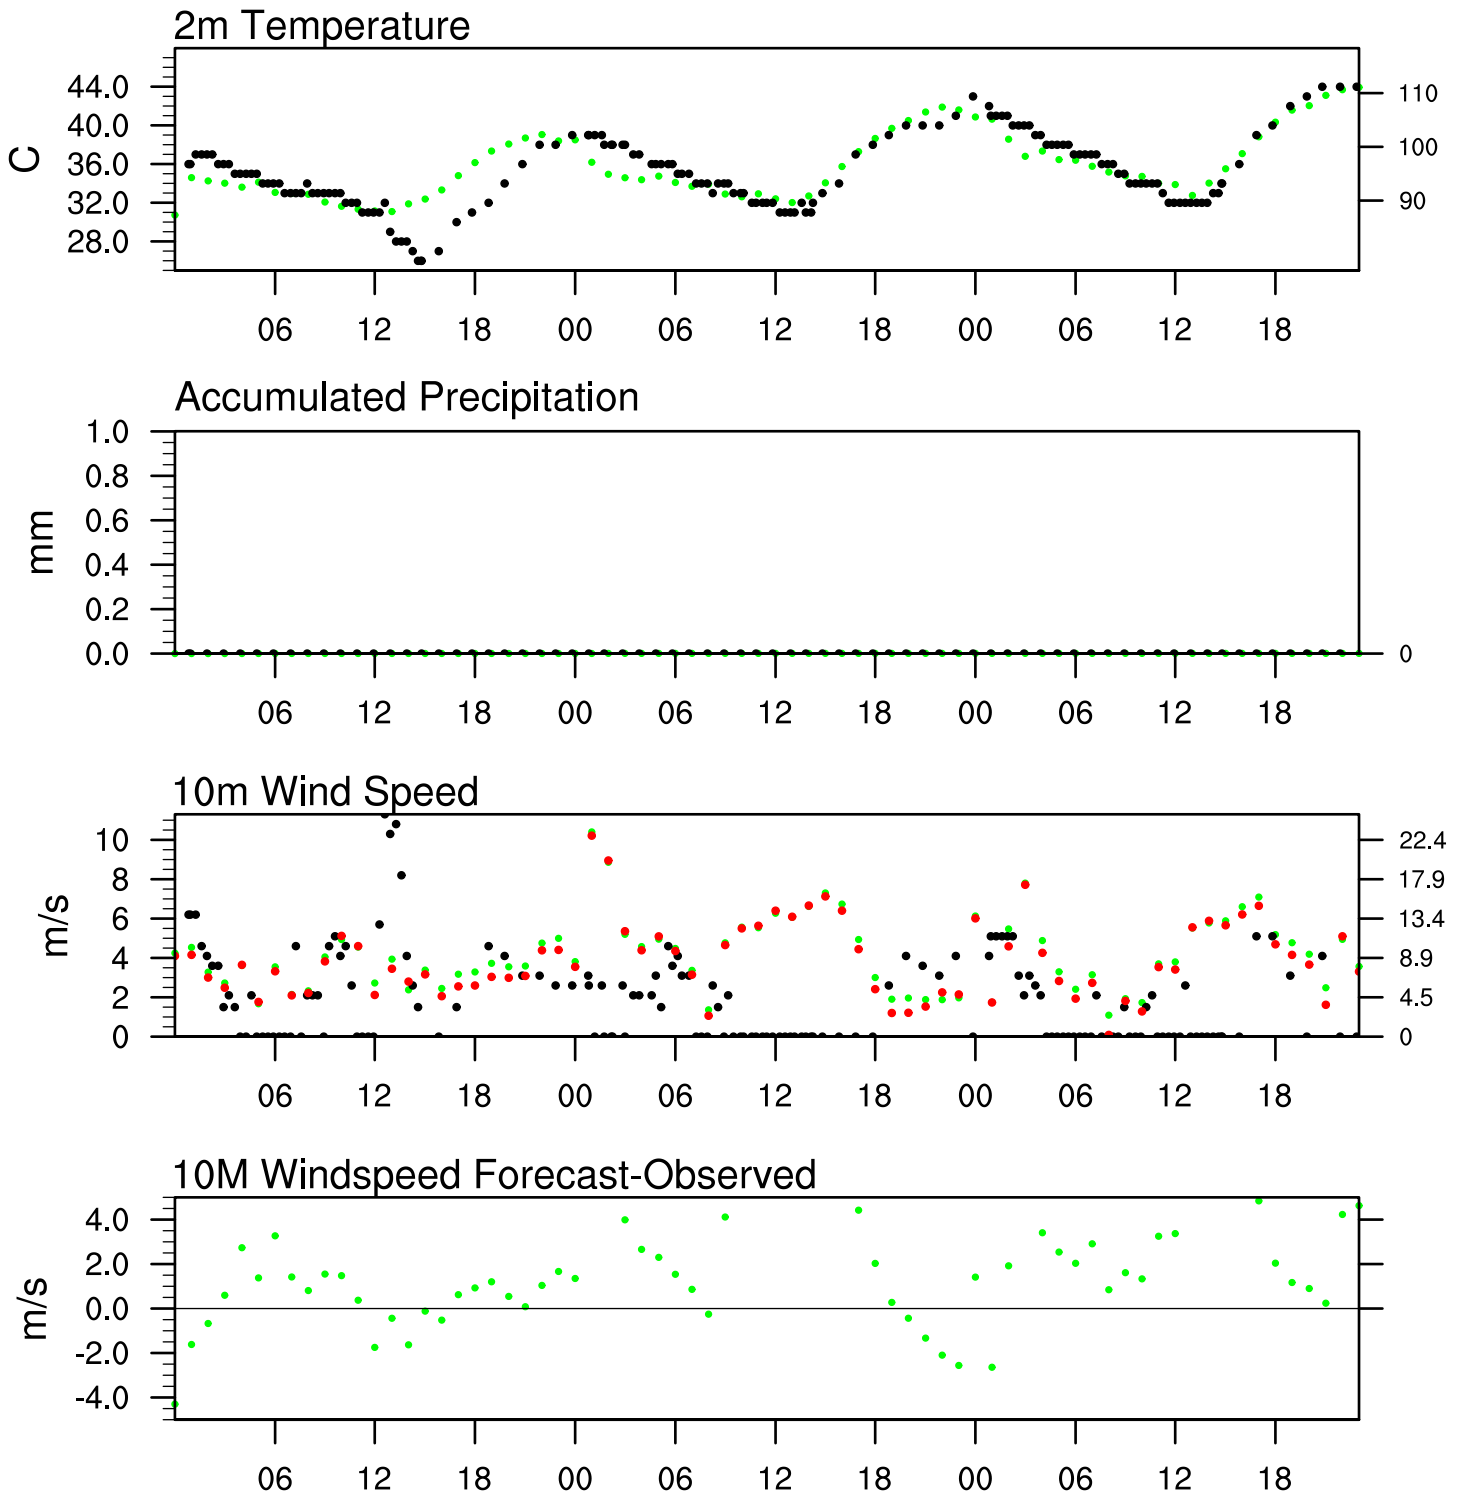 2m Temperature
C
44.0
40.0
36.0
32.0
28.0
110
100
90
06 12 18 00 06 12 18 00 06 12 18
Accumulated Precipitation
mm
1.0
0.8
0.6
0.4
0.2
0.0
0
06 12 18 00 06 12 18 00 06 12 18
10m Wind Speed
m/s
10
8
6
4
2
0
22.4
17.9
13.4
8.9
4.5
0
06 12 18 00 06 12 18 00 06 12 18
10M Windspeed Forecast-Observed
m/s
4.0
2.0
0.0
-2.0
-4.0
06 12 18 00 06 12 18 00 06 12 18